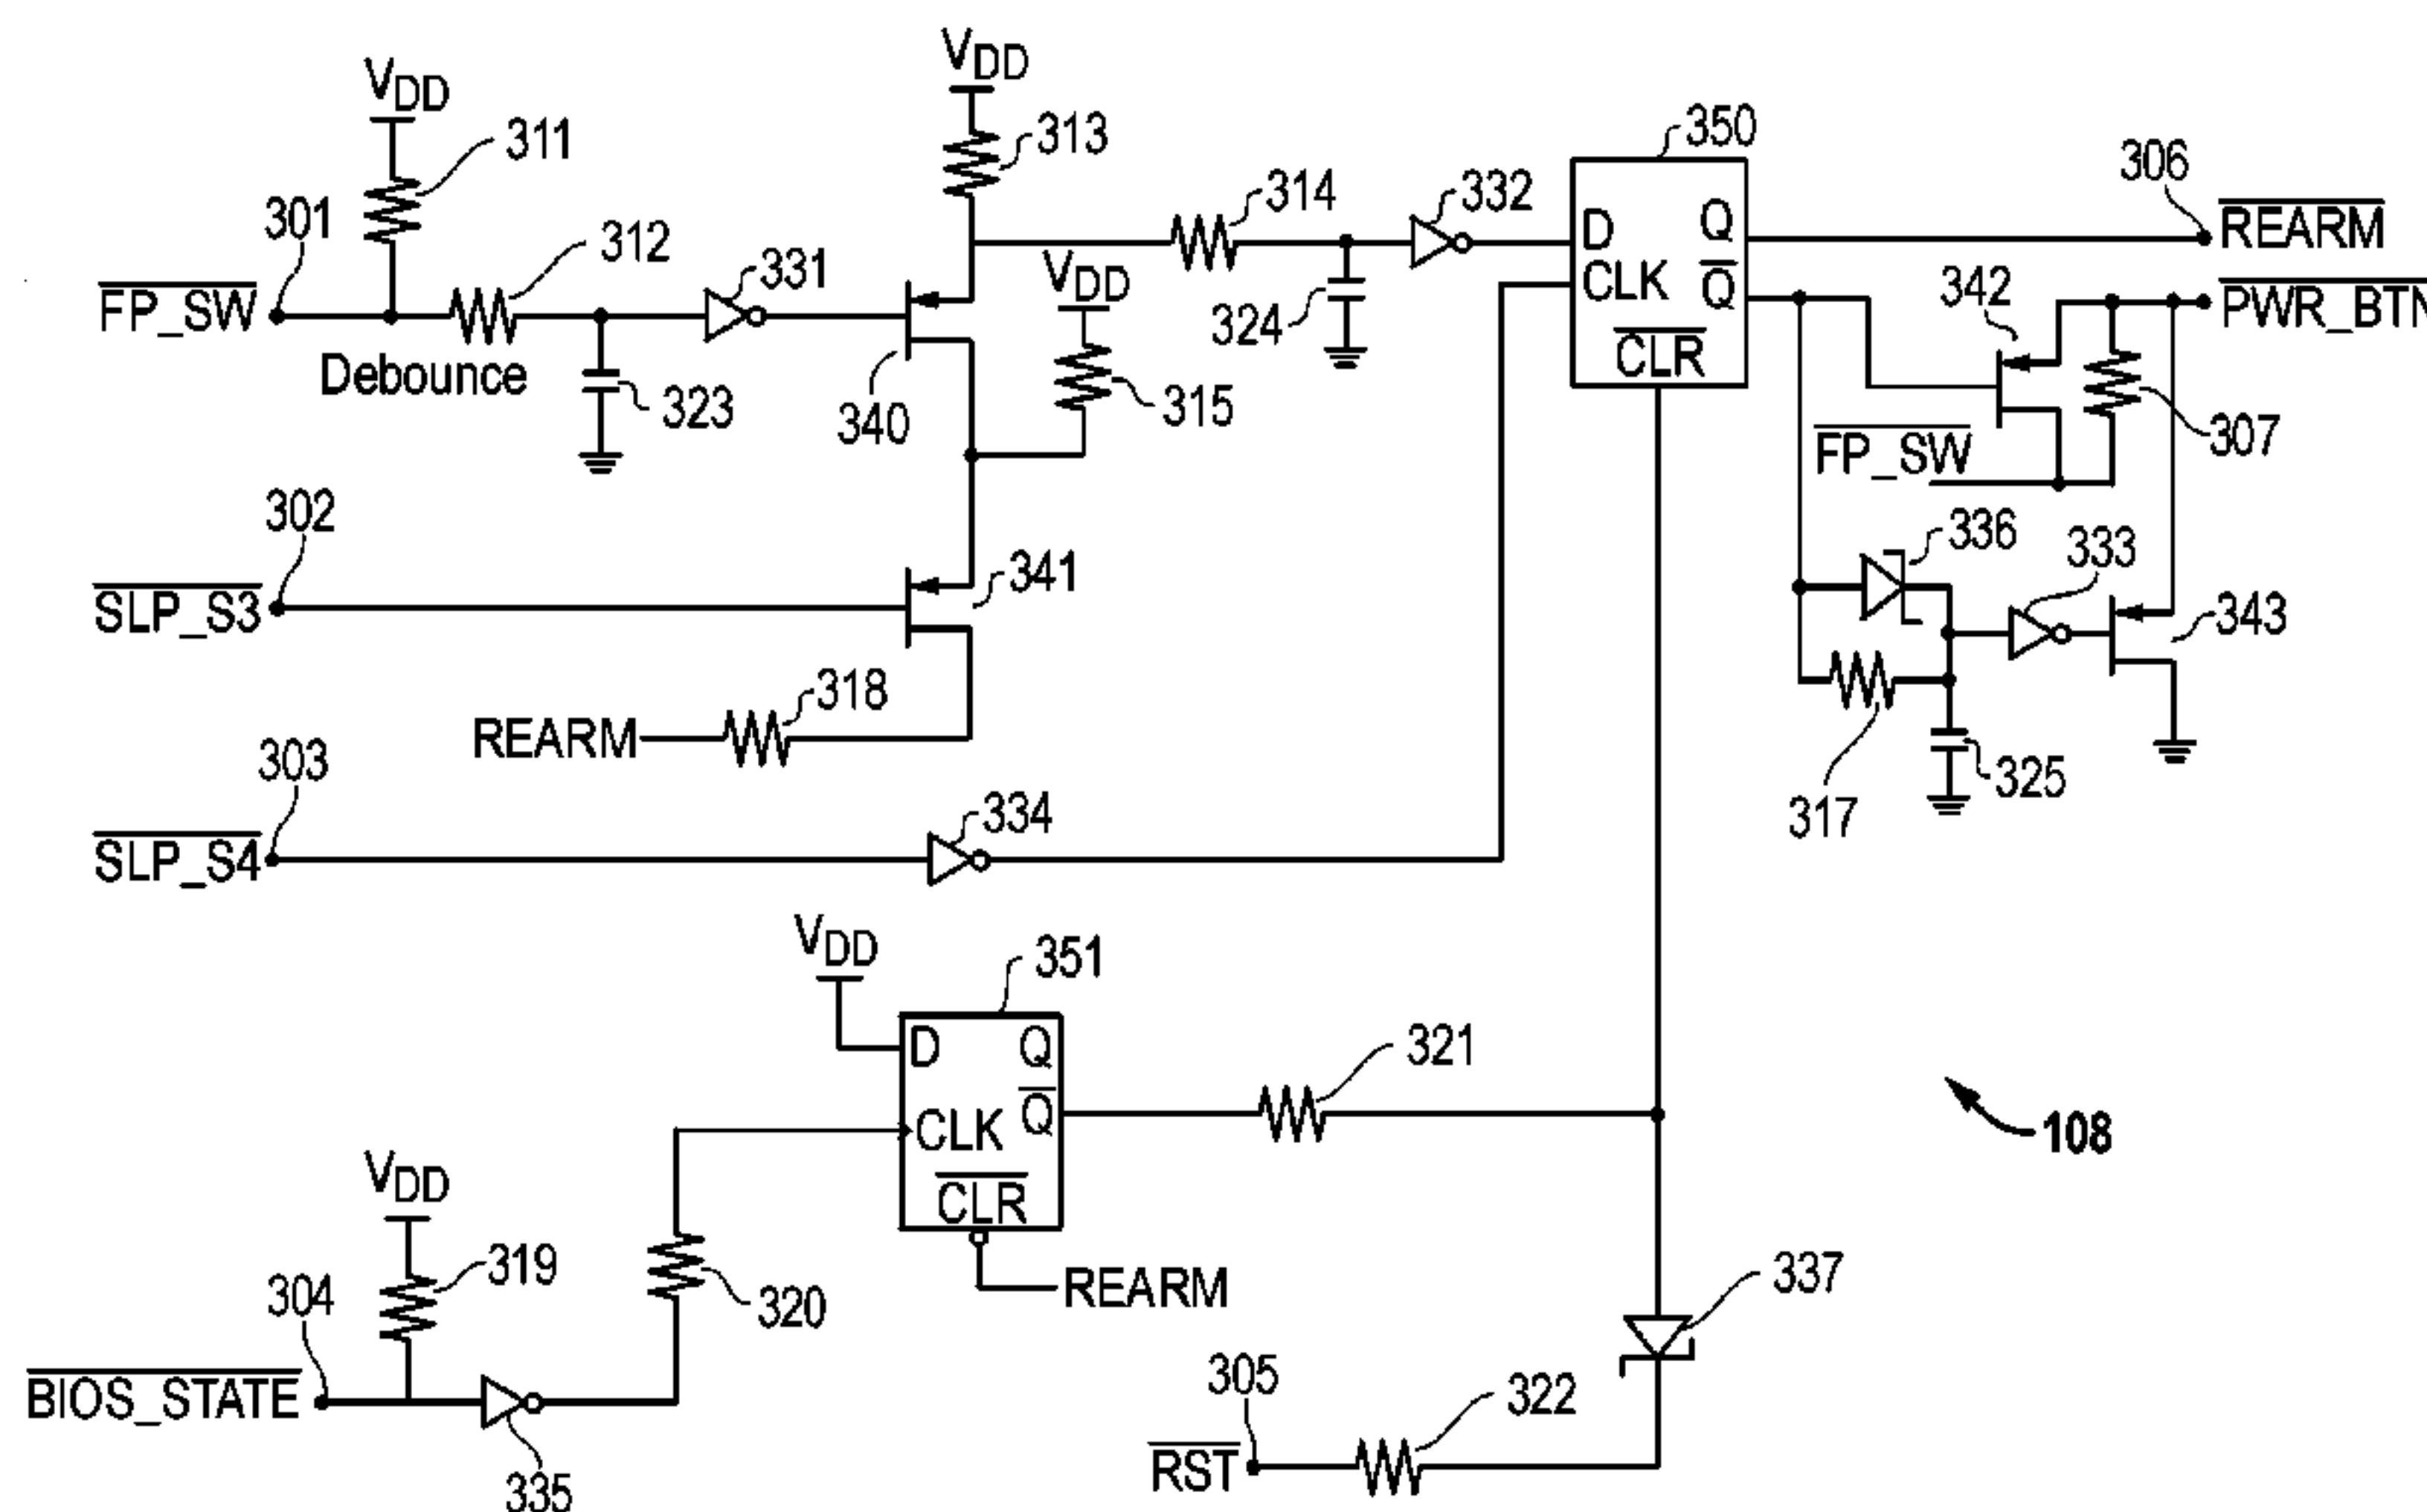 VDD
VDD
311
313
350
306
301
312
314
332
REARM
331
D
Q
VDD
CLK
Q
342
PWR_BTN
FP_SW
324
CLR
Debounce
323
340
315
FP_SW
307
302
336
333
SLP_S3
341
343
318
REARM
303
317
325
334
SLP_S4
VDD
351
D
Q
321
CLK
Q
108
VDD
CLR
319
REARM
337
304
320
305
322
BIOS_STATE
RST
335